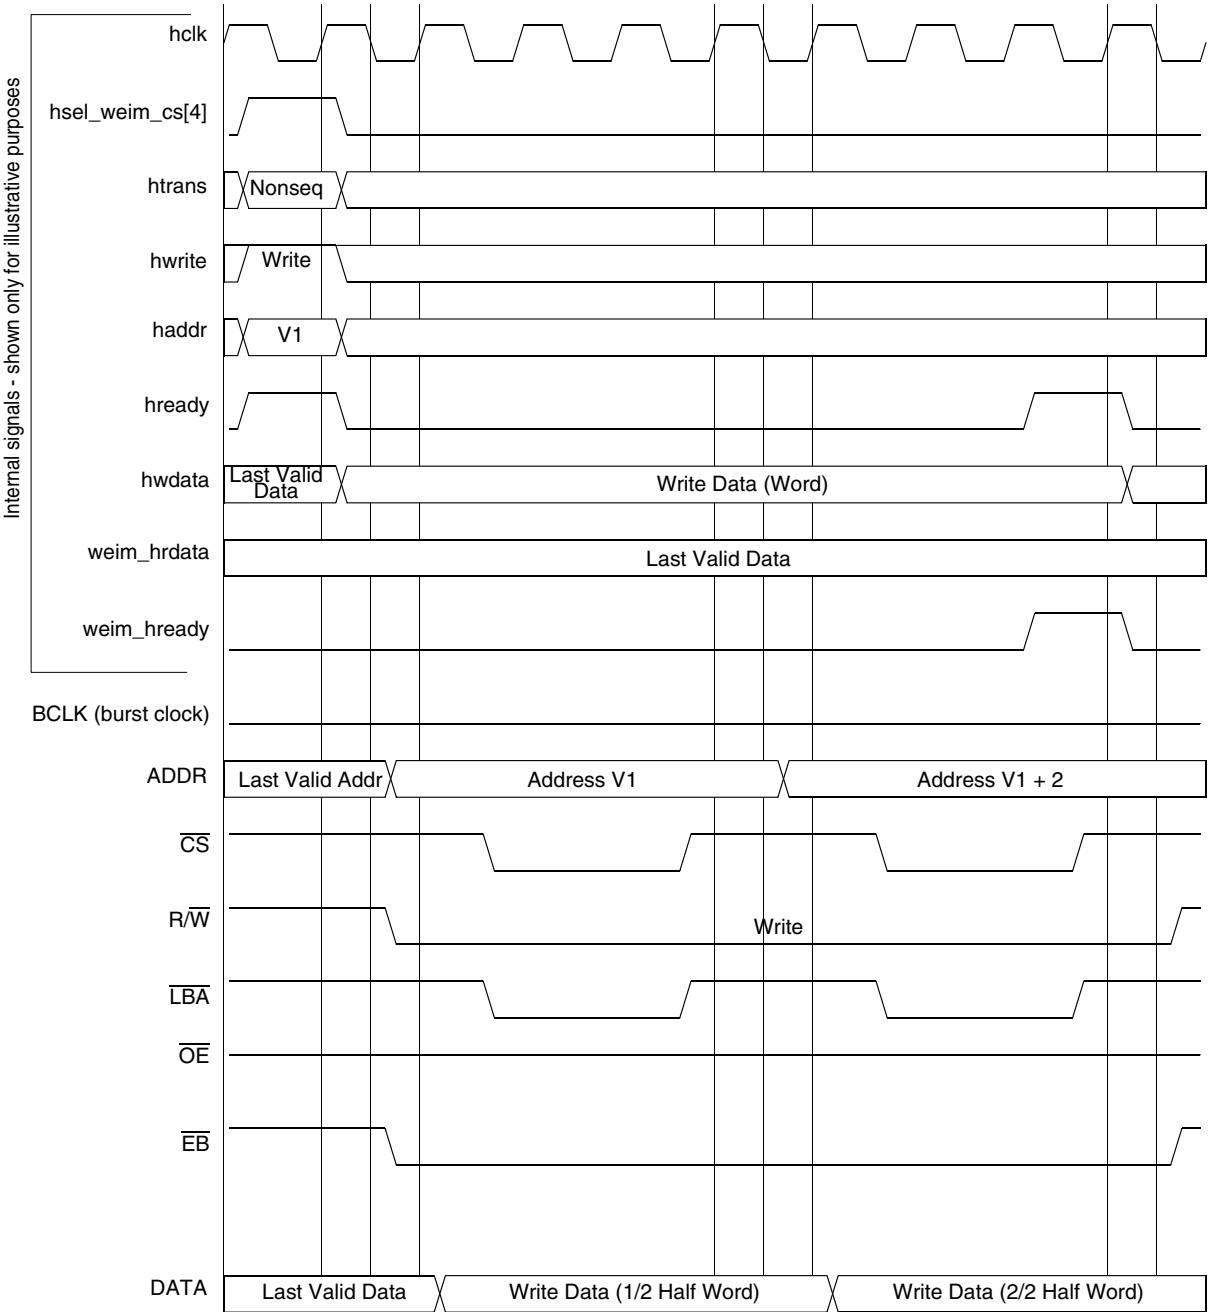 Internal signals - shown only for illustrative purposes
hclk
hsel_weim_cs[4]
htrans
Nonseq
hwrite
Write
haddr
V1
hready
hwdata
Last Valid
Data
Write Data (Word)
weim_hrdata
Last Valid Data
weim_hready
BCLK (burst clock)
ADDR
Last Valid Addr
Address V1
Address V1 + 2
CS
R/W
Write
LBA
OE
EB
DATA
Last Valid Data
Write Data (1/2 Half Word)
Write Data (2/2 Half Word)